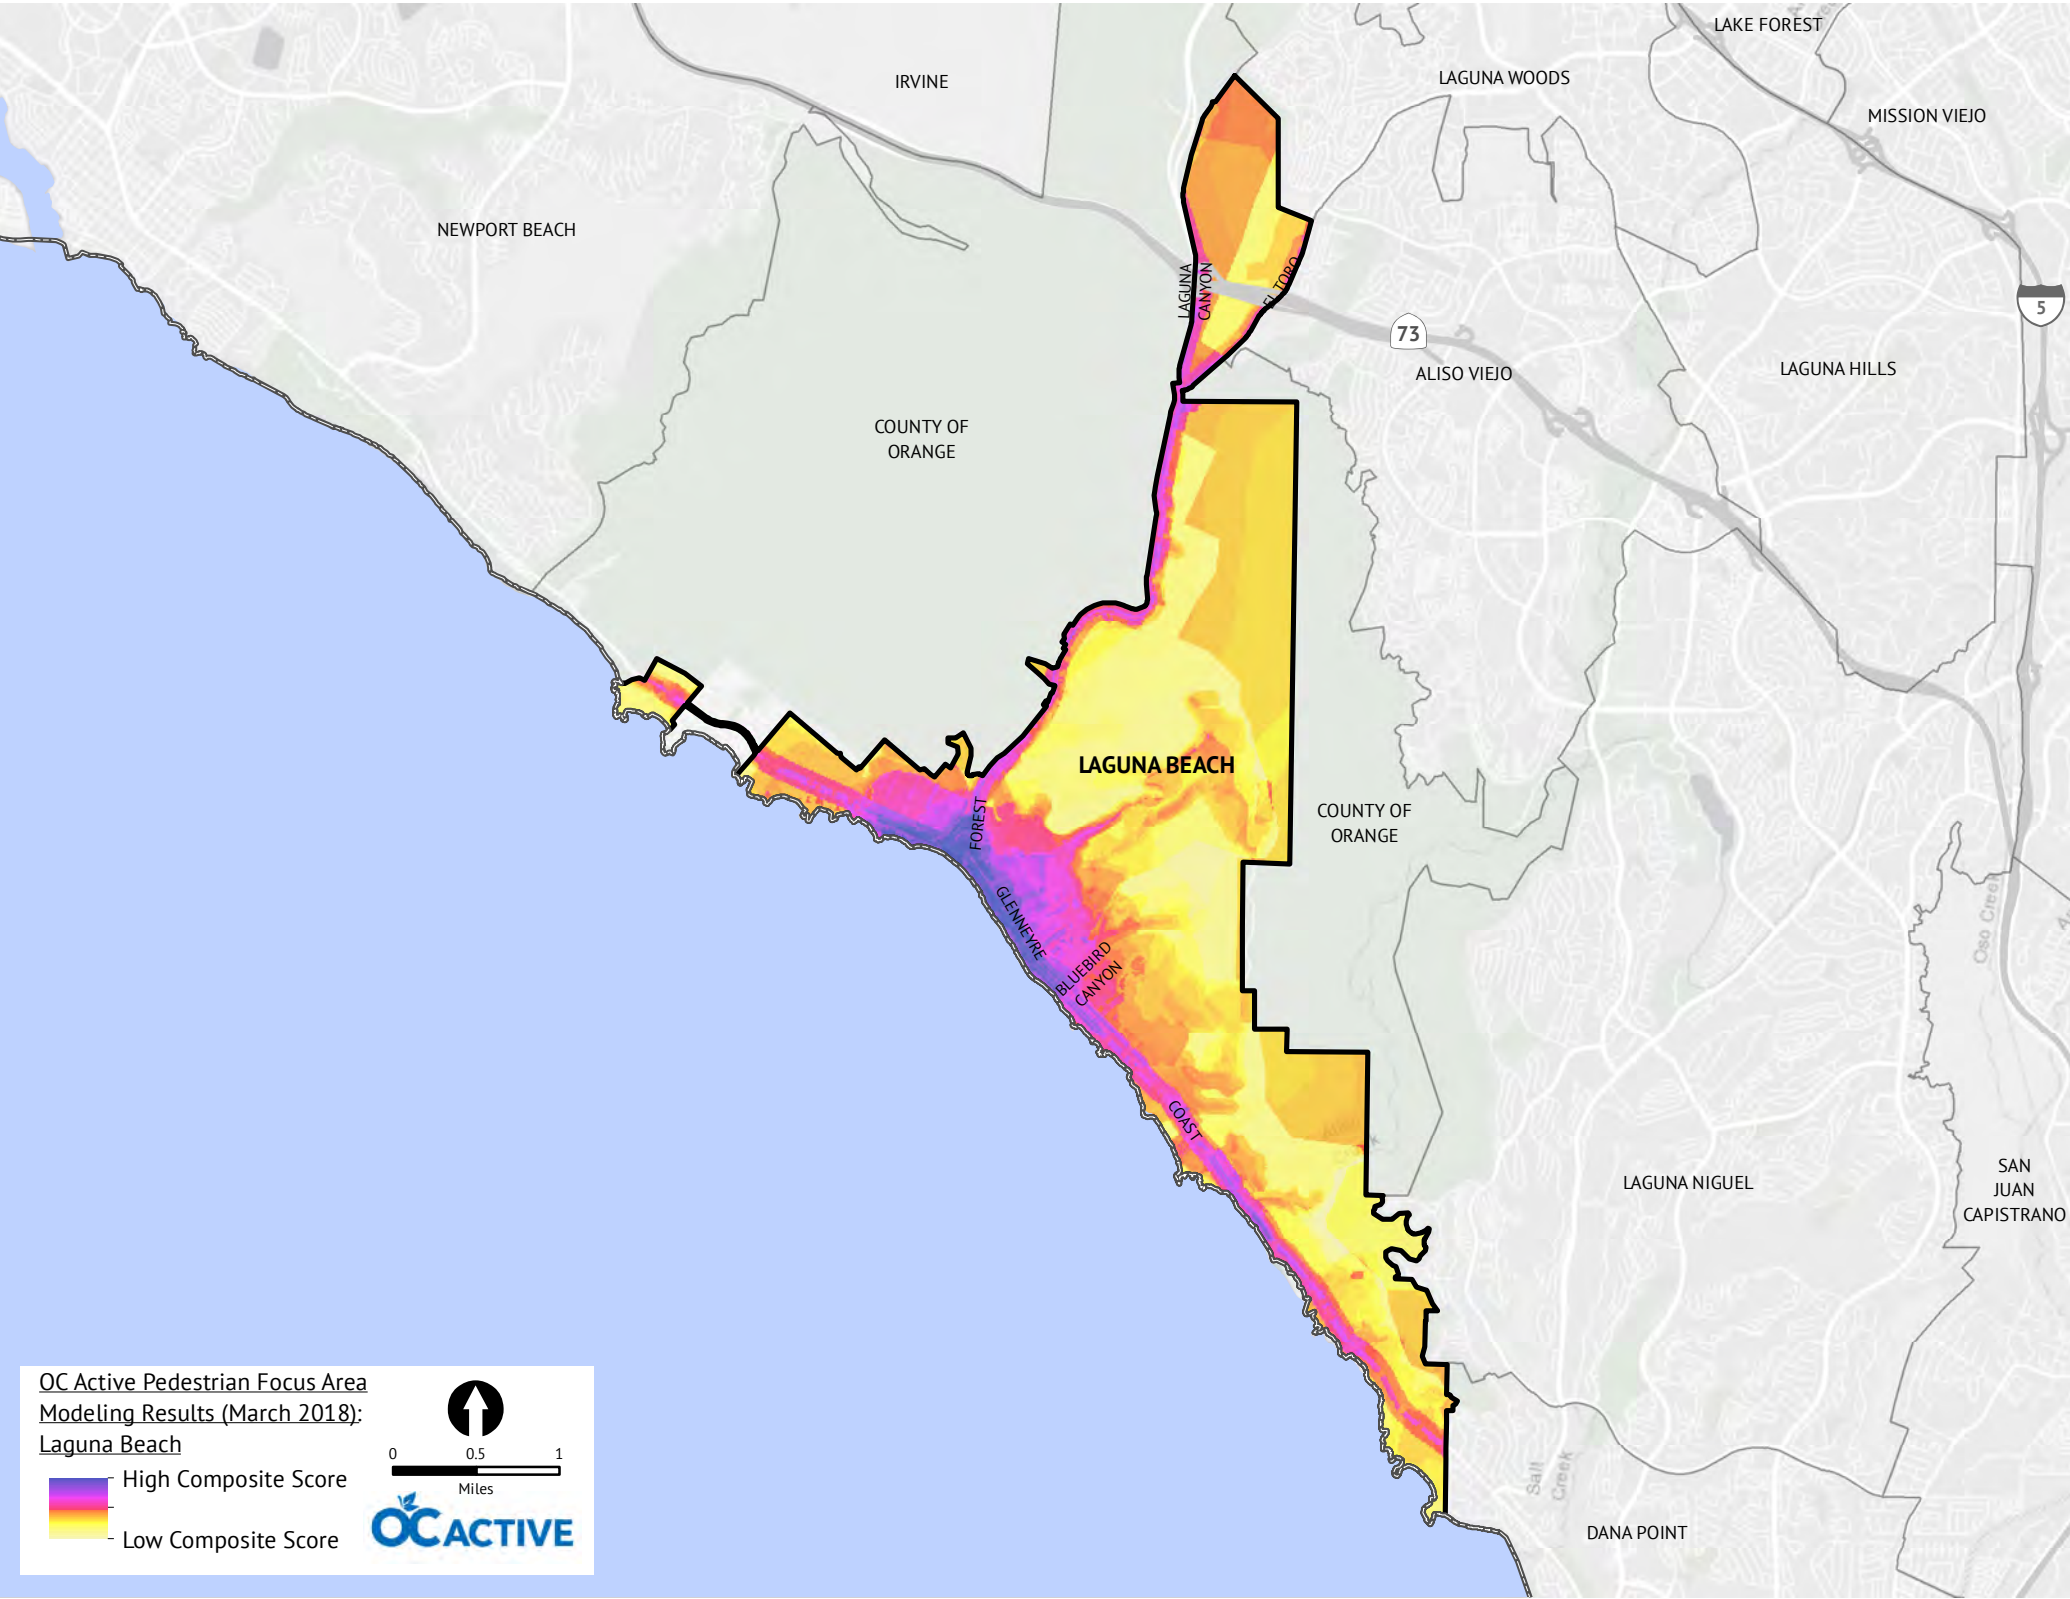 LAKE FOREST
LAGUNA WOODS
IRVINE
MISSION VIEJO
NEWPORT BEACH
LAGUNA
CANYON
EL TORO
5
73
ALISO VIEJO
LAGUNA HILLS
COUNTY OF
ORANGE
LAGUNA BEACH
FOREST
COUNTY OF
ORANGE
GLENNEYRE
BLUEBIRD
CANYON
Oso Creek
COAST
LAGUNA NIGUEL
SAN
JUAN
CAPISTRANO
Salt
Creek
DANA POINT
OC Active Pedestrian Focus Area
Modeling Results (March 2018):
Laguna Beach
High Composite Score
Low Composite Score
0 0.5 1
Miles
OC ACTIVE